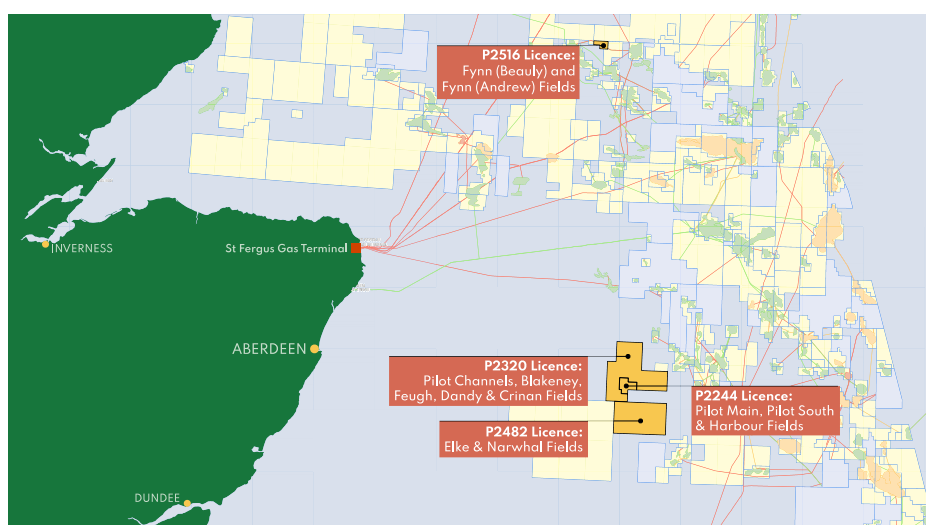 P2516 Licence:
Fynn (Beauly) and
Fynn (Andrew) Fields
INVERNESS
St Fergus Gas Terminal
ABERDEEN
P2320 Licence:
Pilot Channels, Blakeney,
Feugh, Dandy & Crinan Fields
P2244 Licence:
Pilot Main, Pilot South
& Harbour Fields
P2482 Licence:
Elke & Narwhal Fields
DUNDEE